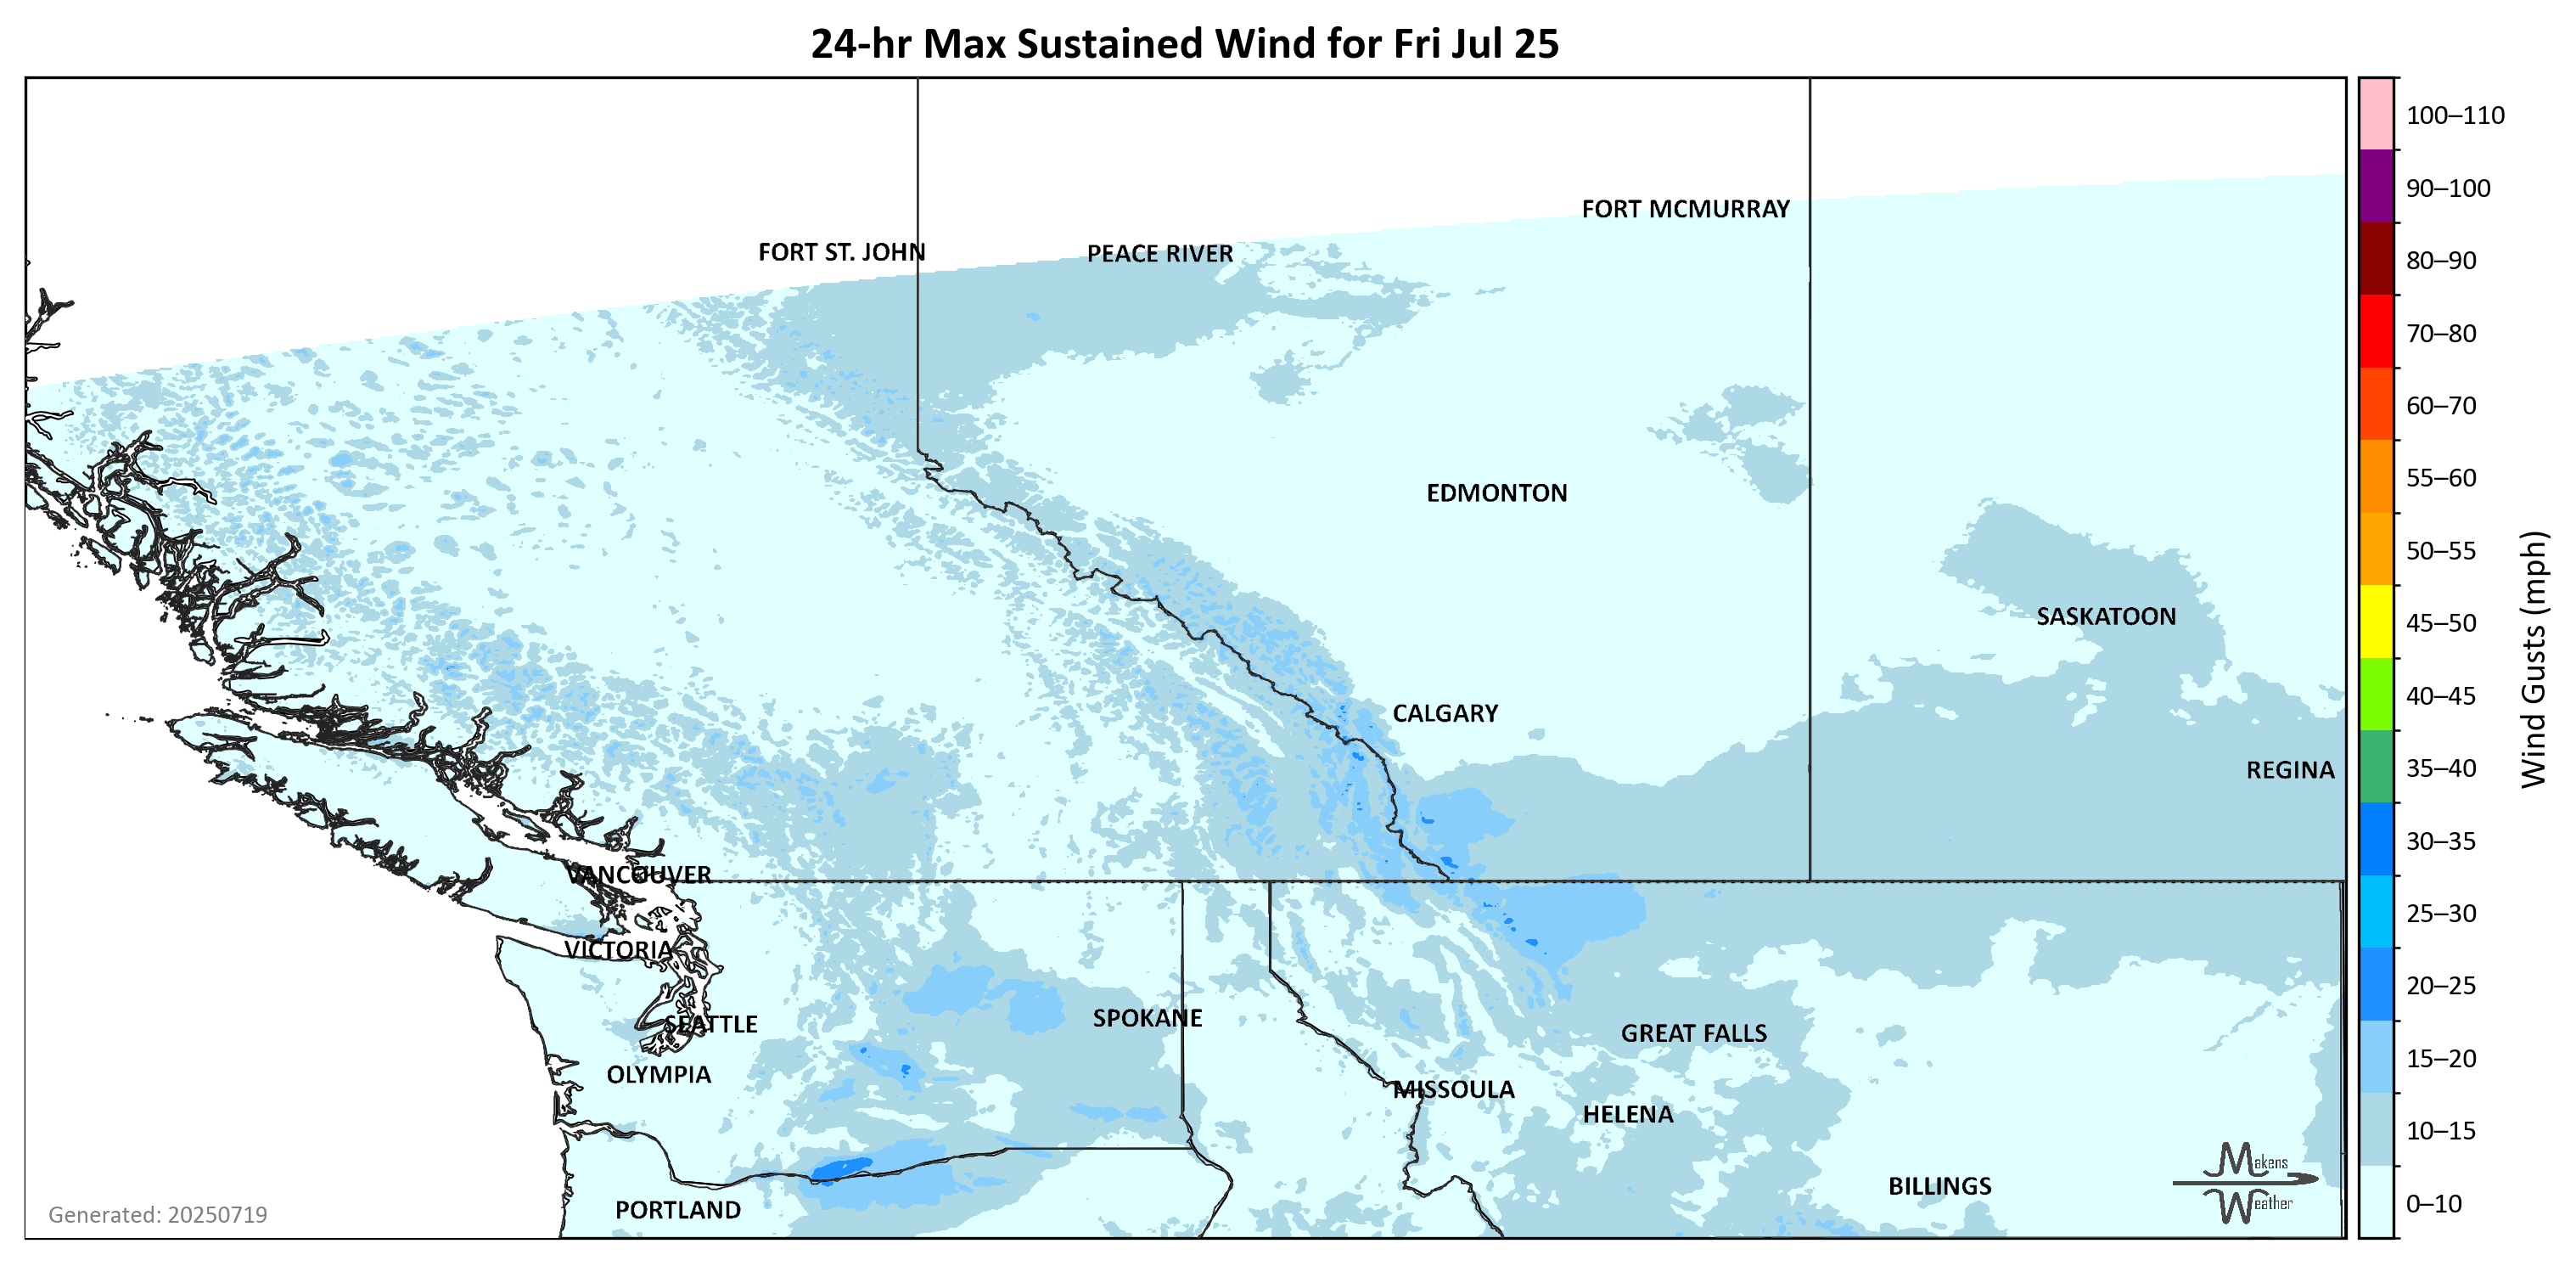 24-hr Max Sustained Wind for Fri Jul 25
100–110
90–100
80–90
70–80
60–70
55–60
50–55
45–50
40–45
35–40
30–35
25–30
20–25
15–20
10–15
0–10
Wind Gusts (mph)
FORT MCMURRAY
FORT ST. JOHN
PEACE RIVER
EDMONTON
SASKATOON
CALGARY
REGINA
VANCOUVER
VICTORIA
SEATTLE
SPOKANE
GREAT FALLS
OLYMPIA
MISSOULA
HELENA
BILLINGS
PORTLAND
Makens
Weather
Generated: 20250719